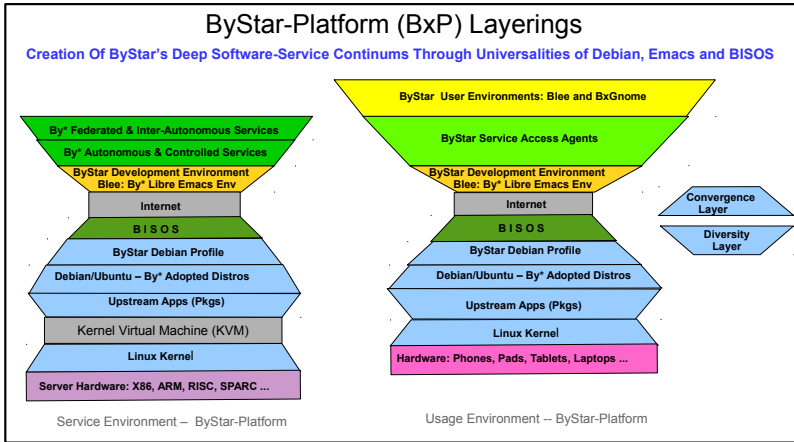 ByStar-Platform (BxP) Layerings
Creation Of ByStar's Deep Software-Service Continums Through Universalities of Debian, Emacs and BISOS
By* Federated & Inter-Autonomous Services
By* Autonomous & Controlled Services
ByStar Development Environment
Blee: By* Libre Emacs Env
Internet
B I S O S
ByStar Debian Profile
Debian/Ubuntu – By* Adopted Distros
Upstream Apps (Pkgs)
Kernel Virtual Machine (KVM)
Linux Kernel
Server Hardware: X86, ARM, RISC, SPARC ...
Service Environment – ByStar-Platform
ByStar User Environments: Blee and BxGnome
ByStar Service Access Agents
ByStar Development Environment
Blee: By* Libre Emacs Env
Internet
B I S O S
ByStar Debian Profile
Debian/Ubuntu – By* Adopted Distros
Upstream Apps (Pkgs)
Linux Kernel
Hardware: Phones, Pads, Tablets, Laptops ...
Usage Environment -- ByStar-Platform
Convergence
Layer
Diversity
Layer